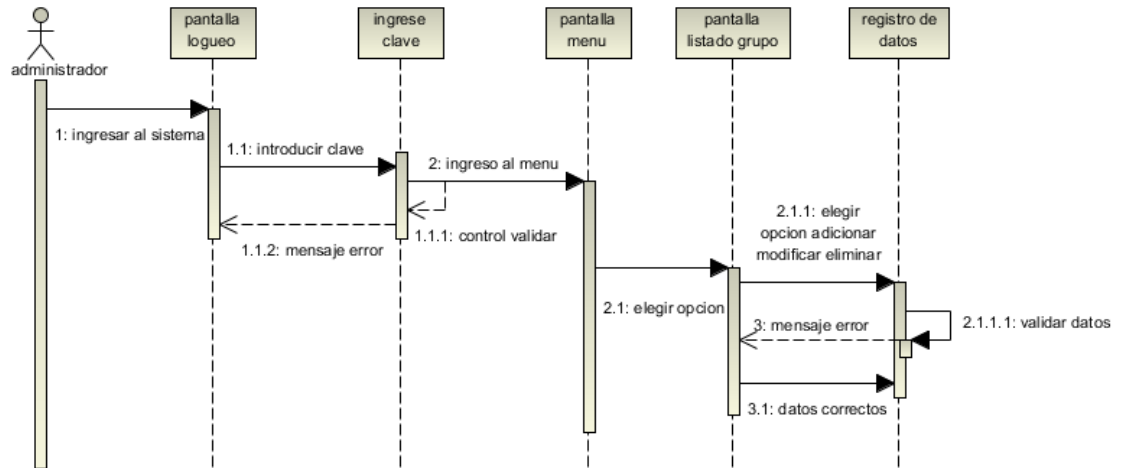 administrador
pantalla
logueo
ingrese
clave
pantalla
menu
pantalla
listado grupo
registro de
datos
1: ingresar al sistema
1.1: introducir clave
2: ingreso al menu
1.1.1: control validar
1.1.2: mensaje error
2.1: elegir opcion
2.1.1: elegir
opcion adicionar
modificar eliminar
3: mensaje error
2.1.1.1: validar datos
3.1: datos correctos